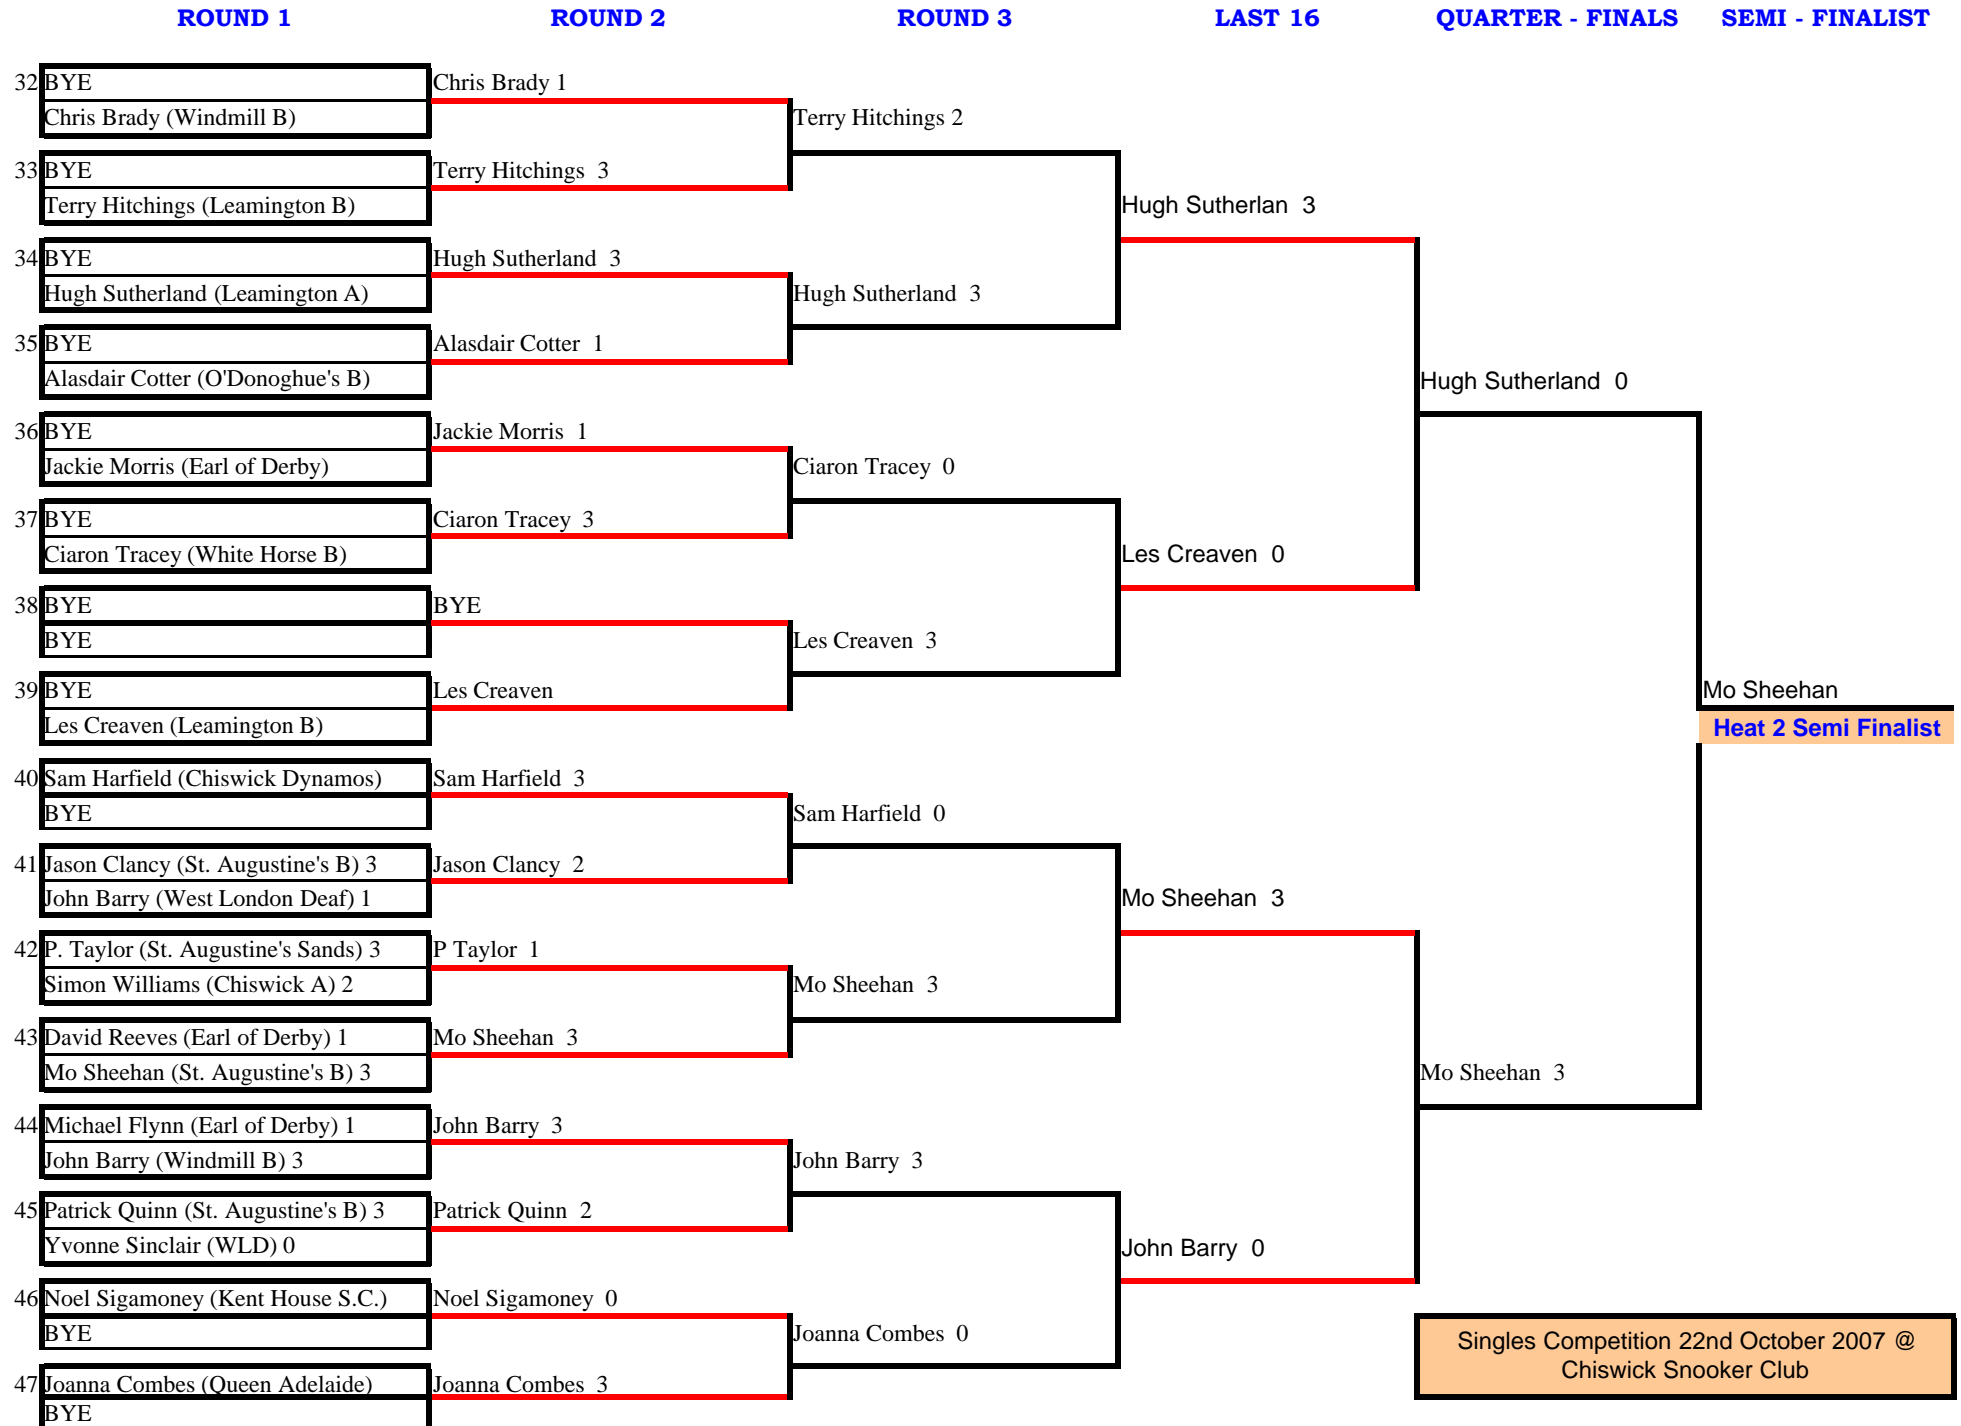 ROUND 1
ROUND 2
ROUND 3
LAST 16
QUARTER - FINALS
SEMI - FINALIST
32 BYE
Chris Brady (Windmill B)
33 BYE
Terry Hitchings (Leamington B)
34 BYE
Hugh Sutherland (Leamington A)
35 BYE
Alasdair Cotter (O'Donoghue's B)
36 BYE
Jackie Morris (Earl of Derby)
37 BYE
Ciaron Tracey (White Horse B)
38 BYE
BYE
39 BYE
Les Creaven (Leamington B)
40 Sam Harfield (Chiswick Dynamos)
BYE
41 Jason Clancy (St. Augustine's B) 3
John Barry (West London Deaf) 1
42 P. Taylor (St. Augustine's Sands) 3
Simon Williams (Chiswick A) 2
43 David Reeves (Earl of Derby) 1
Mo Sheehan (St. Augustine's B) 3
44 Michael Flynn (Earl of Derby) 1
John Barry (Windmill B) 3
45 Patrick Quinn (St. Augustine's B) 3
Yvonne Sinclair (WLD) 0
46 Noel Sigamoney (Kent House S.C.)
BYE
47 Joanna Combes (Queen Adelaide)
BYE
Chris Brady 1
Terry Hitchings 3
Hugh Sutherland 3
Alasdair Cotter 1
Jackie Morris 1
Ciaron Tracey 3
BYE
Les Creaven
Sam Harfield 3
Jason Clancy 2
P Taylor 1
Mo Sheehan 3
John Barry 3
Patrick Quinn 2
Noel Sigamoney 0
Joanna Combes 3
Terry Hitchings 2
Hugh Sutherland 3
Ciaron Tracey 0
Les Creaven 3
Sam Harfield 0
Mo Sheehan 3
John Barry 3
Joanna Combes 0
Hugh Sutherlan 3
Les Creaven 0
Mo Sheehan 3
John Barry 0
Hugh Sutherland 0
Mo Sheehan 3
Mo Sheehan
Heat 2 Semi Finalist
Singles Competition 22nd October 2007 @
Chiswick Snooker Club